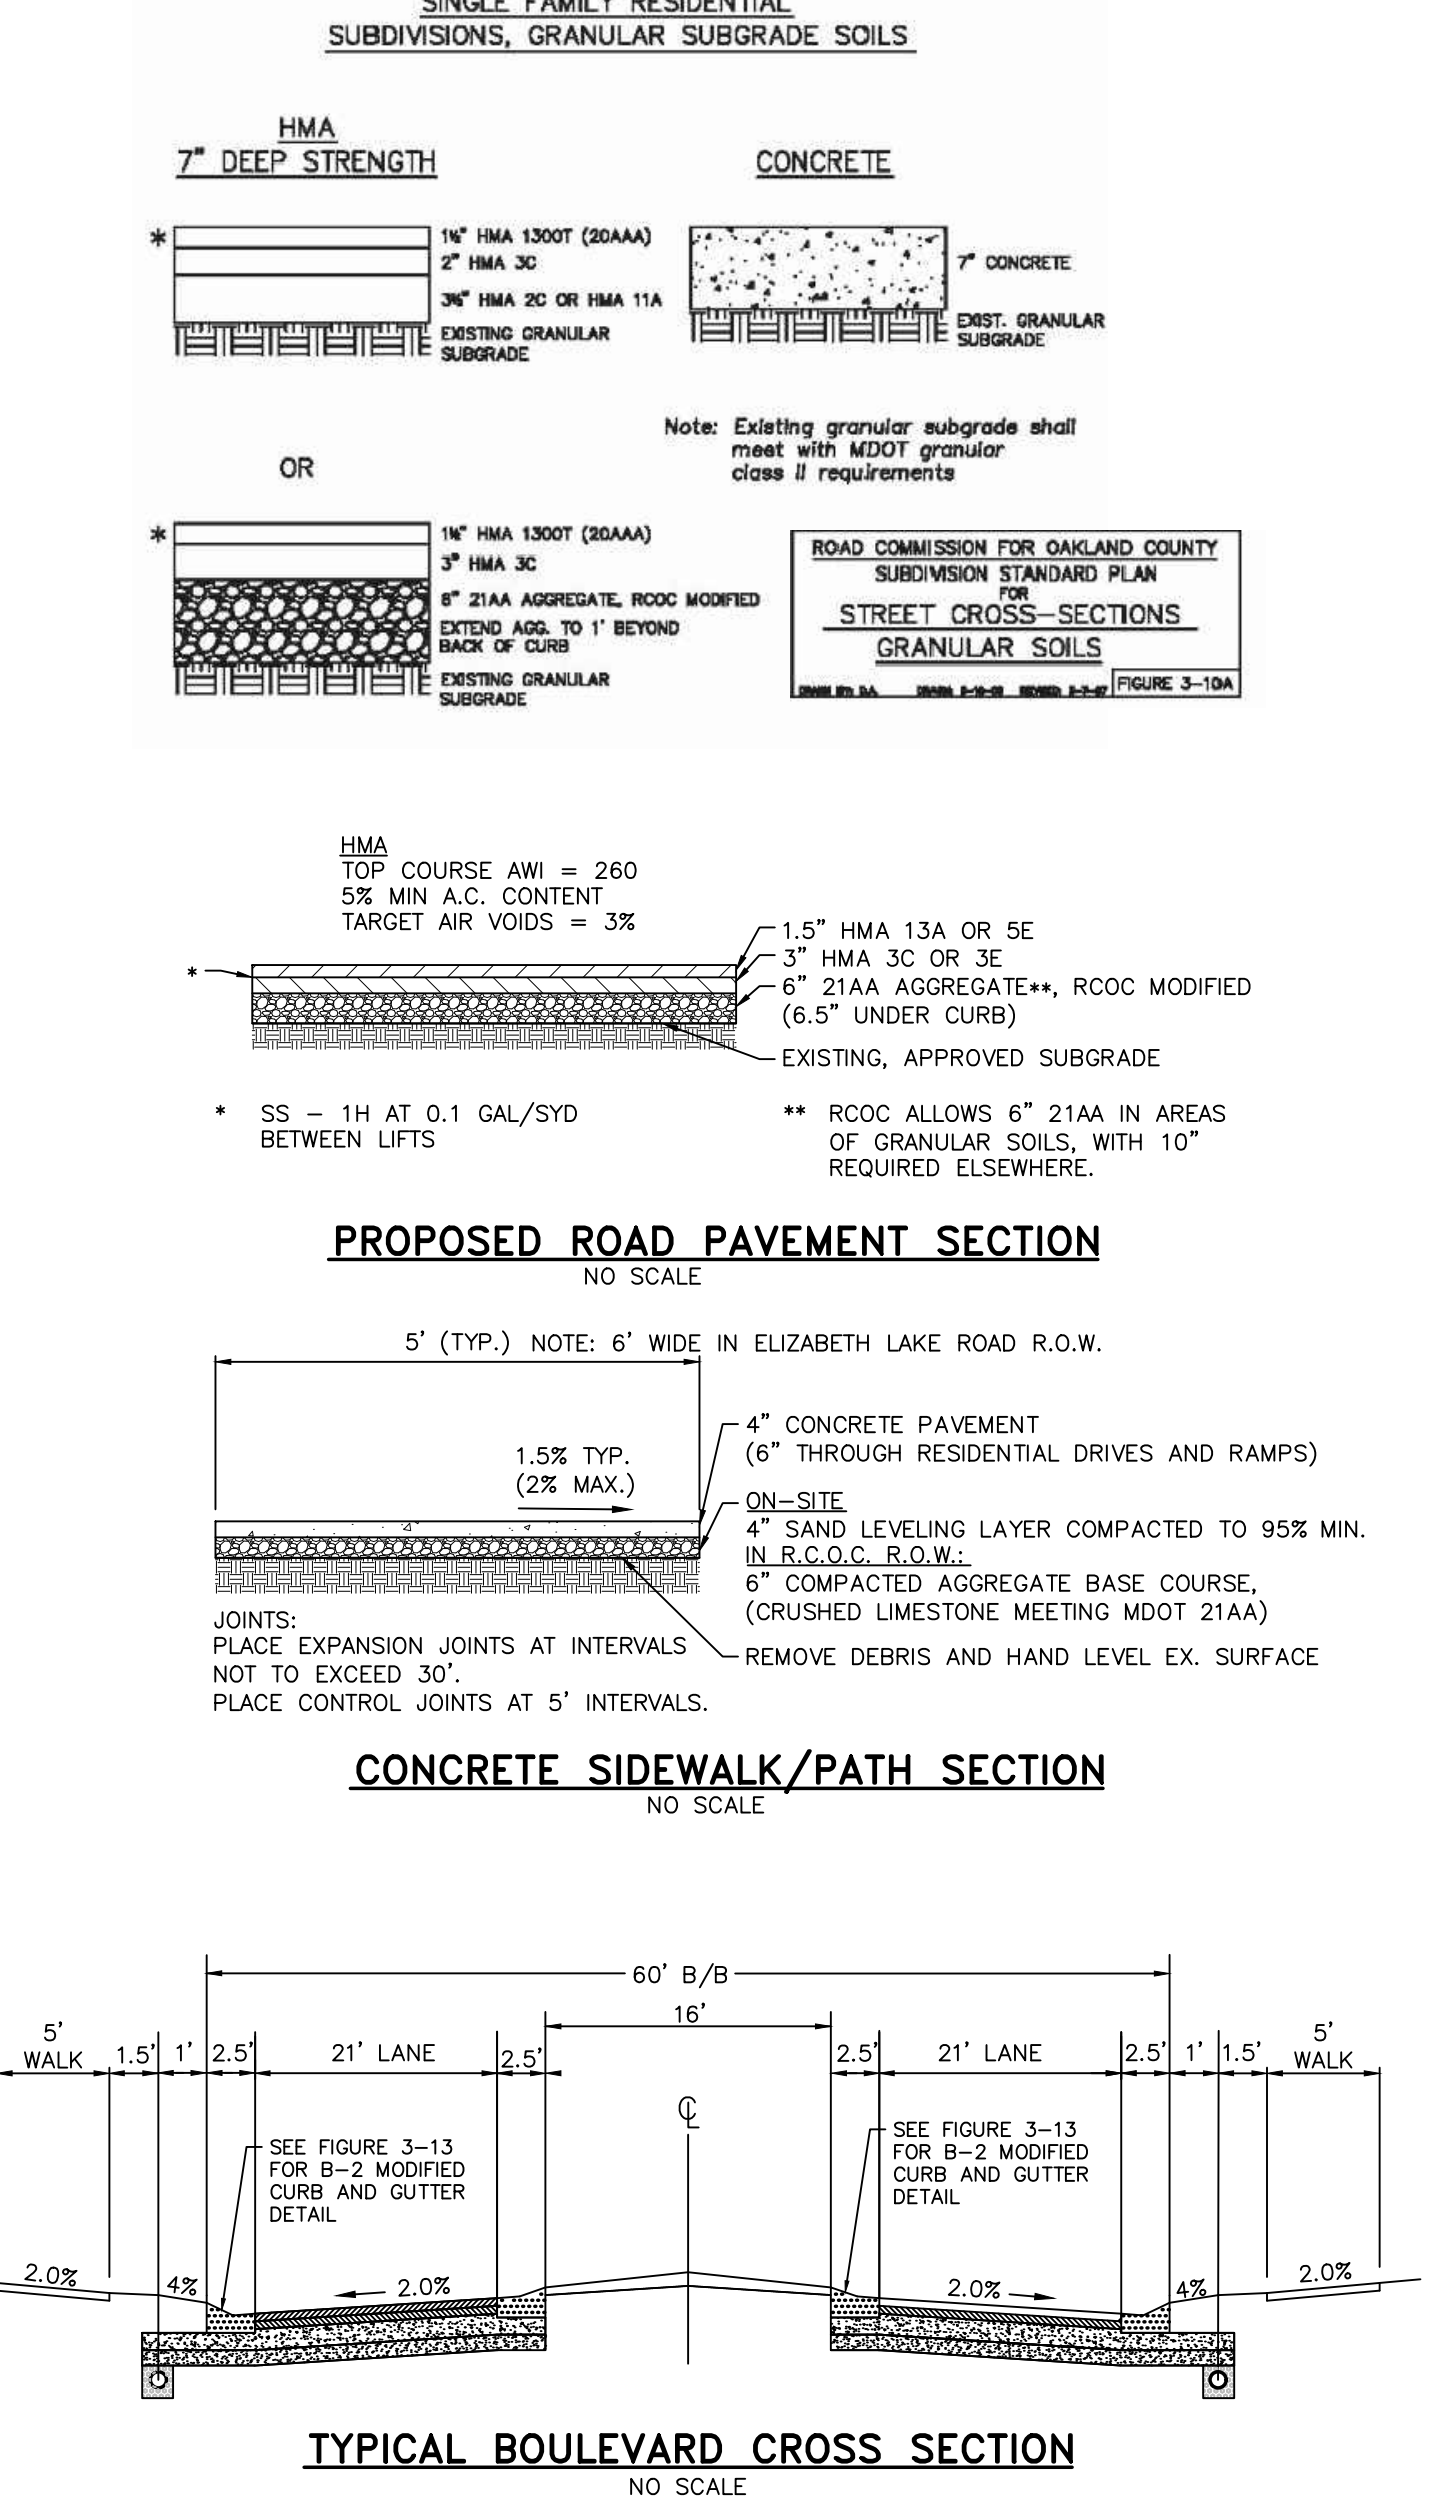 SINGLE FAMILY RESIDENTIAL
SUBDIVISIONS, GRANULAR SUBGRADE SOILS
HMA
7" DEEP STRENGTH
CONCRETE
*
1½" HMA 1300T (20AAA)
2" HMA 3C
3½" HMA 2C OR HMA 11A
EXISTING GRANULAR
SUBGRADE
7" CONCRETE
EXIST. GRANULAR
SUBGRADE
Note: Existing granular subgrade shall
meet with MDOT granular
class II requirements
OR
*
1½" HMA 1300T (20AAA)
3" HMA 3C
8" 21AA AGGREGATE, RCOC MODIFIED
EXTEND AGG. TO 1' BEYOND
BACK OF CURB
EXISTING GRANULAR
SUBGRADE
ROAD COMMISSION FOR OAKLAND COUNTY
SUBDIVISION STANDARD PLAN
FOR
STREET CROSS-SECTIONS
GRANULAR SOILS
FIGURE 3-10A
HMA
TOP COURSE AWI = 260
5% MIN A.C. CONTENT
TARGET AIR VOIDS = 3%
*
1.5" HMA 13A OR 5E
3" HMA 3C OR 3E
6" 21AA AGGREGATE**, RCOC MODIFIED
(6.5" UNDER CURB)
EXISTING, APPROVED SUBGRADE
* SS - 1H AT 0.1 GAL/SYD
BETWEEN LIFTS
** RCOC ALLOWS 6" 21AA IN AREAS
OF GRANULAR SOILS, WITH 10"
REQUIRED ELSEWHERE.
PROPOSED ROAD PAVEMENT SECTION
NO SCALE
5' (TYP.) NOTE: 6' WIDE IN ELIZABETH LAKE ROAD R.O.W.
1.5% TYP.
(2% MAX.)
4" CONCRETE PAVEMENT
(6" THROUGH RESIDENTIAL DRIVES AND RAMPS)
ON-SITE
4" SAND LEVELING LAYER COMPACTED TO 95% MIN.
IN R.C.O.C. R.O.W.:
6" COMPACTED AGGREGATE BASE COURSE,
(CRUSHED LIMESTONE MEETING MDOT 21AA)
REMOVE DEBRIS AND HAND LEVEL EX. SURFACE
JOINTS:
PLACE EXPANSION JOINTS AT INTERVALS
NOT TO EXCEED 30'.
PLACE CONTROL JOINTS AT 5' INTERVALS.
CONCRETE SIDEWALK/PATH SECTION
NO SCALE
60' B/B
16'
5'
WALK
1.5' 1' 2.5' 21' LANE 2.5'
2.5' 21' LANE 2.5' 1' 1.5'
5'
WALK
CL
SEE FIGURE 3-13
FOR B-2 MODIFIED
CURB AND GUTTER
DETAIL
SEE FIGURE 3-13
FOR B-2 MODIFIED
CURB AND GUTTER
DETAIL
2.0% 4% 2.0% 2.0% 4% 2.0%
TYPICAL BOULEVARD CROSS SECTION
NO SCALE